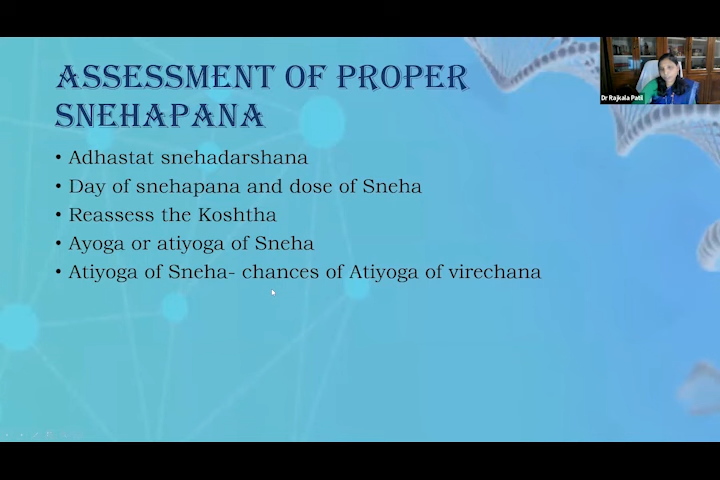 ASSESSMENT OF PROPER
SNEHAPANA
• Adhastat snehadarshana
• Day of snehapana and dose of Sneha
• Reassess the Koshtha
• Ayoga or atiyoga of Sneha
• Atiyoga of Sneha- chances of Atiyoga of virechana
Dr Rajkala Patil